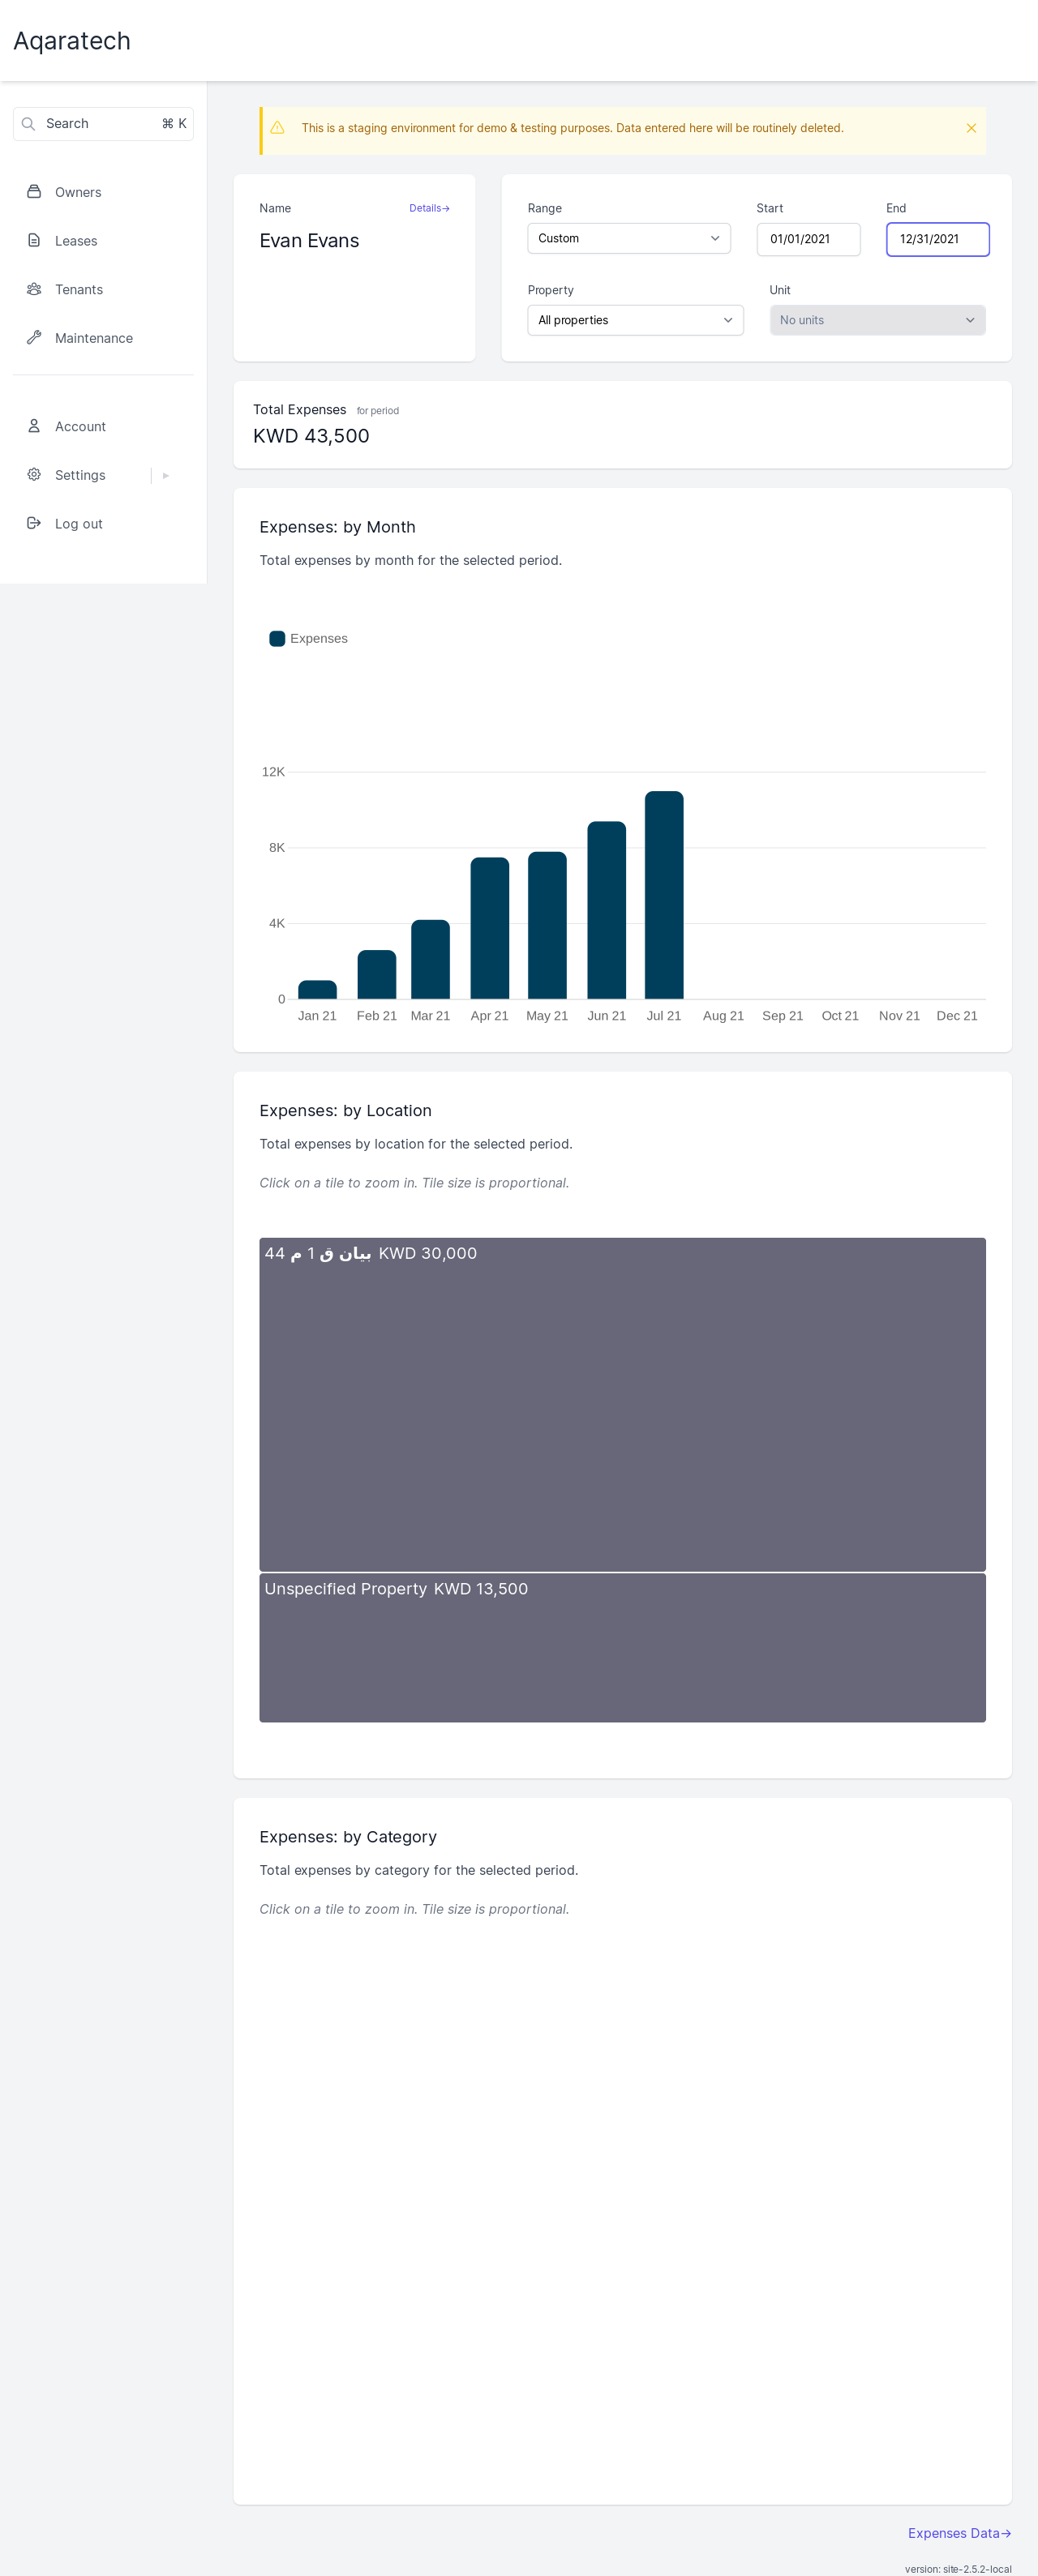 Aqaratech
Search ⌘ K
Owners
Leases
Tenants
Maintenance
Account
Settings
Log out
This is a staging environment for demo & testing purposes. Data entered here will be routinely deleted.
Name Details→
Evan Evans
Range Start End
Custom 01/01/2021 12/31/2021
Property Unit
All properties No units
Total Expenses for period
KWD 43,500
Expenses: by Month
Total expenses by month for the selected period.
Expenses
12K
8K
4K
0
Jan 21 Feb 21 Mar 21 Apr 21 May 21 Jun 21 Jul 21 Aug 21 Sep 21 Oct 21 Nov 21 Dec 21
Expenses: by Location
Total expenses by location for the selected period.
Click on a tile to zoom in. Tile size is proportional.
بيان ق 1 م 44 KWD 30,000
Unspecified Property KWD 13,500
Expenses: by Category
Total expenses by category for the selected period.
Click on a tile to zoom in. Tile size is proportional.
Expenses Data→
version: site-2.5.2-local